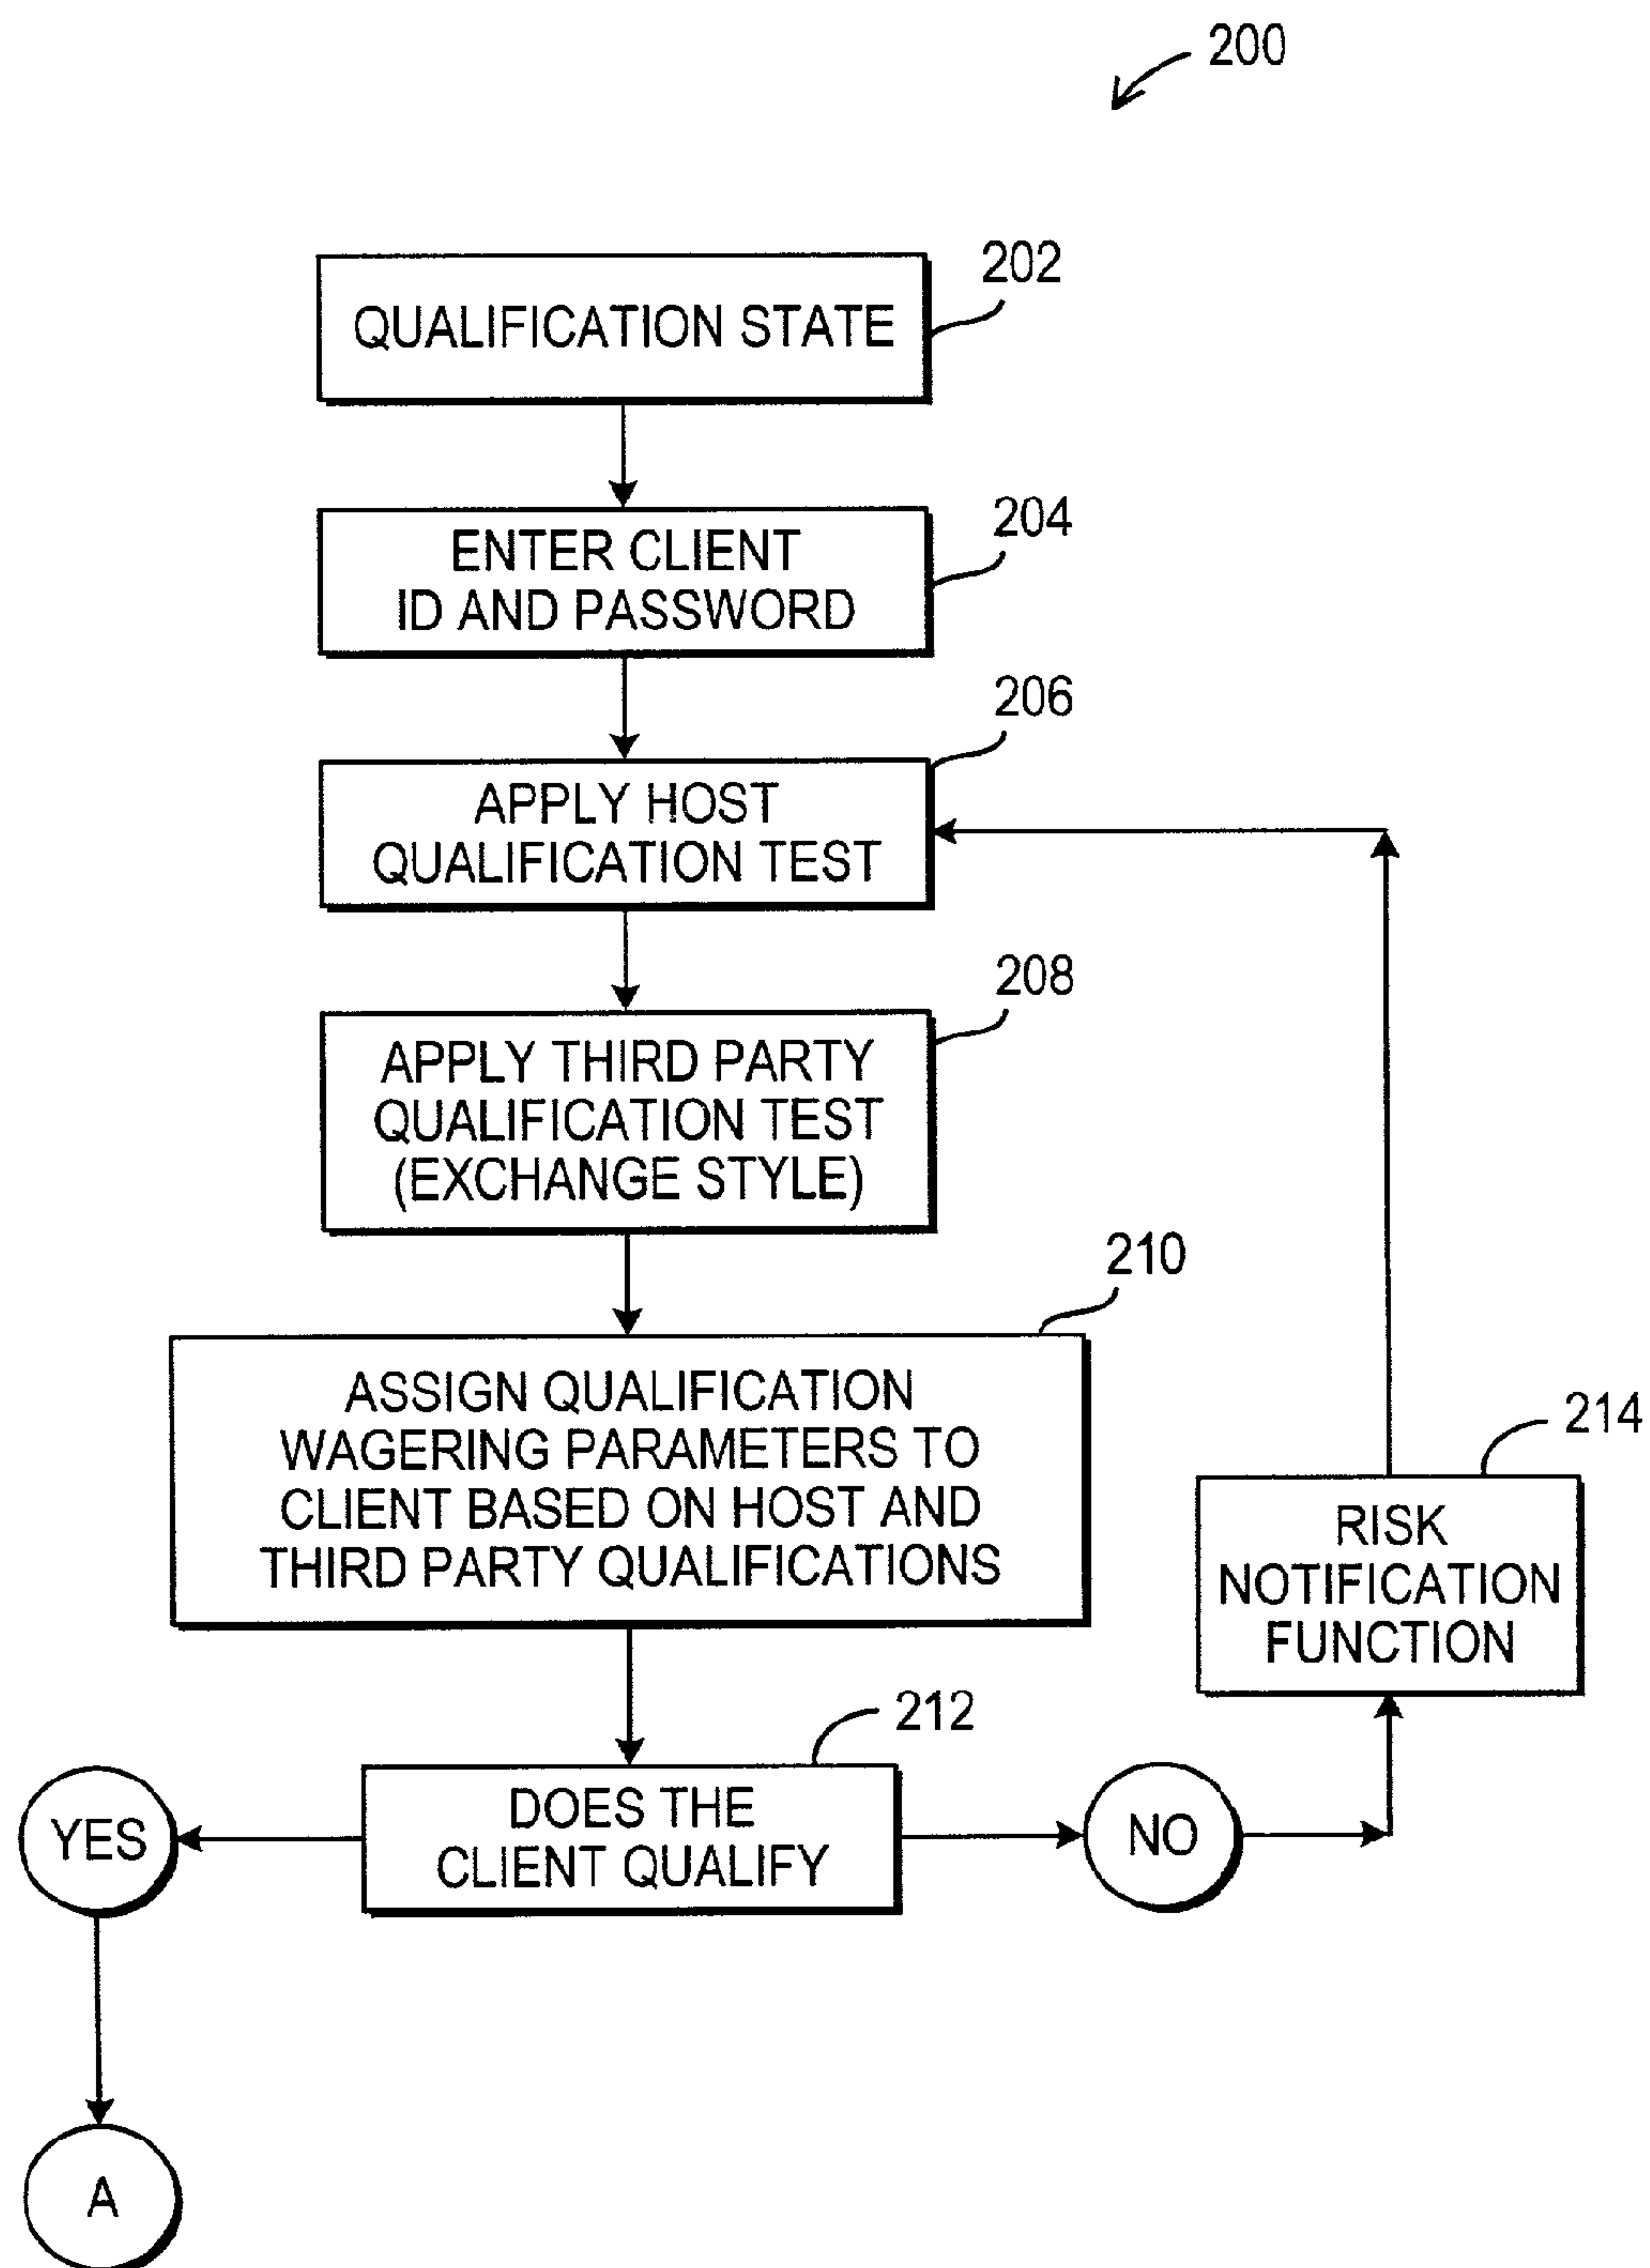 200
202
QUALIFICATION STATE
204
ENTER CLIENT
ID AND PASSWORD
206
APPLY HOST
QUALIFICATION TEST
208
APPLY THIRD PARTY
QUALIFICATION TEST
(EXCHANGE STYLE)
210
ASSIGN QUALIFICATION
WAGERING PARAMETERS TO
CLIENT BASED ON HOST AND
THIRD PARTY QUALIFICATIONS
214
RISK
NOTIFICATION
FUNCTION
212
DOES THE
CLIENT QUALIFY
YES
NO
A